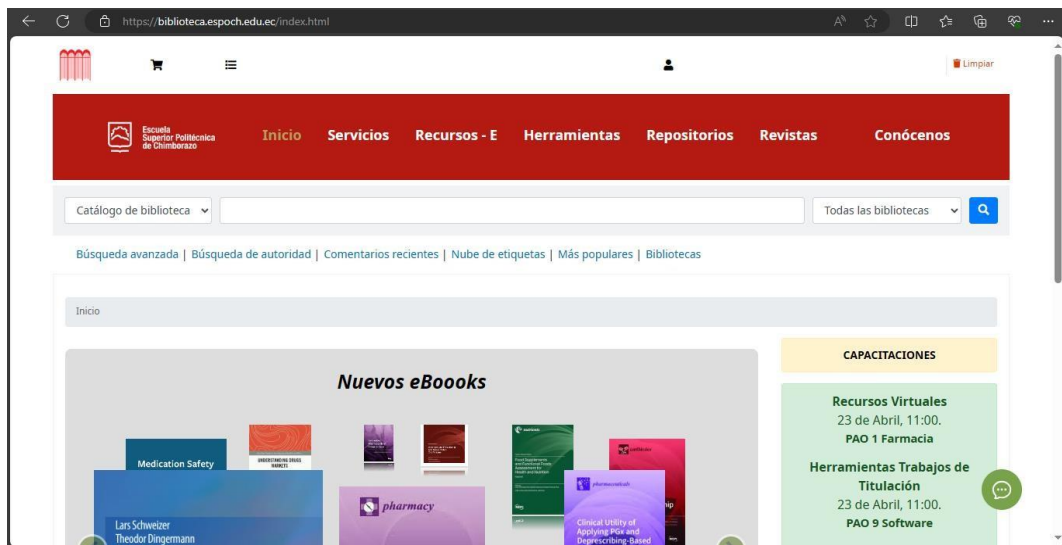 https://biblioteca.espoch.edu.ec/index.html
Limpiar
Escuela
Superior Politécnica
de Chimborazo
Inicio Servicios Recursos - E Herramientas Repositorios Revistas Conócenos
Catálogo de biblioteca Todas las bibliotecas
Búsqueda avanzada | Búsqueda de autoridad | Comentarios recientes | Nube de etiquetas | Más populares | Bibliotecas
Inicio
Nuevos eBoooks
Medication Safety
UNDERSTANDING DRUGS
MARKETS
pharmacy
pharmaceuticals
Lars Schweizer
Theodor Dingermann
Clinical Utility of
Applying PGx and
Deprescribing-Based
CAPACITACIONES
Recursos Virtuales
23 de Abril, 11:00.
PAO 1 Farmacia
Herramientas Trabajos de
Titulación
23 de Abril, 11:00.
PAO 9 Software